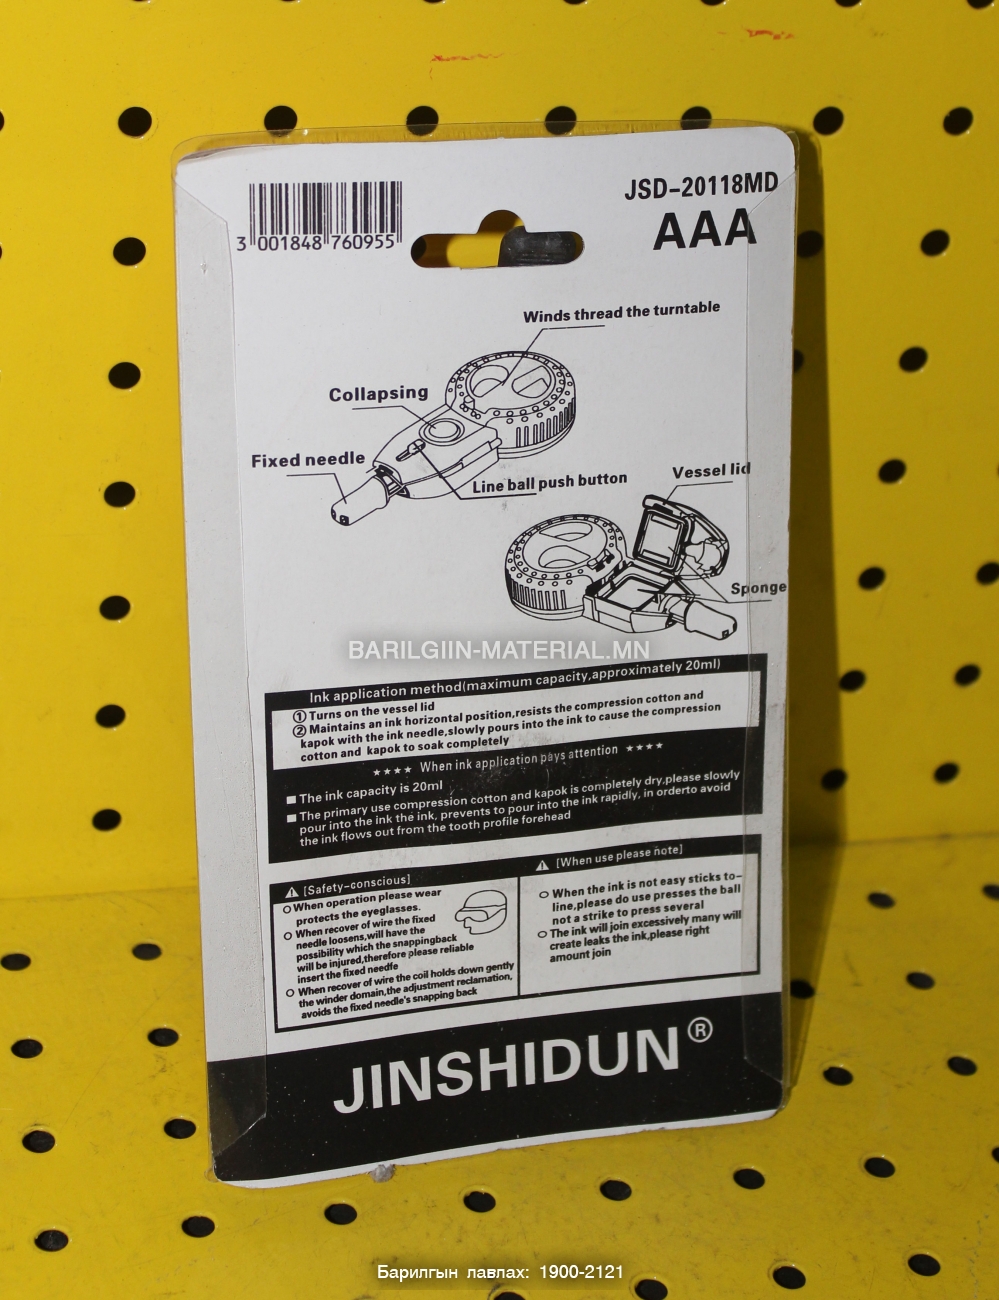 JSD-20118MD
AAA
3 001848 760955
Winds thread the turntable
Collapsing
Fixed needle
Line ball push button
Vessel lid
Sponge
BARILGIIN-MATERIAL.MN
Ink application method(maximum capacity,approximately 20ml)
① Turns on the vessel lid
② Maintains an ink horizontal position,resists the compression cotton and
kapok with the ink needle,slowly pours into the ink to cause the compression
cotton and kapok to soak completely
★★★★ When ink application pays attention ★★★★
■ The ink capacity is 20ml
■ The primary use compression cotton and kapok is completely dry,please slowly
pour into the ink the ink, prevents to pour into the ink rapidly, in orderto avoid
the ink flows out from the tooth profile forehead
[Safety-conscious]
○ When operation please wear
protects the eyeglasses.
○ When recover of wire the fixed
needle loosens,will have the
possibility which the snappingback
will be injured,therefore please reliable
insert the fixed needfe
○ When recover of wire the coil holds down gently
the winder domain,the adjustment reclamation,
avoids the fixed needle's snapping back
[When use please note]
○ When the ink is not easy sticks to-
line,please do use presses the ball
not a strike to press several
○ The ink will join excessively many will
create leaks the ink,please right
amount join
JINSHIDUN®
Барилгын лавлах: 1900-2121